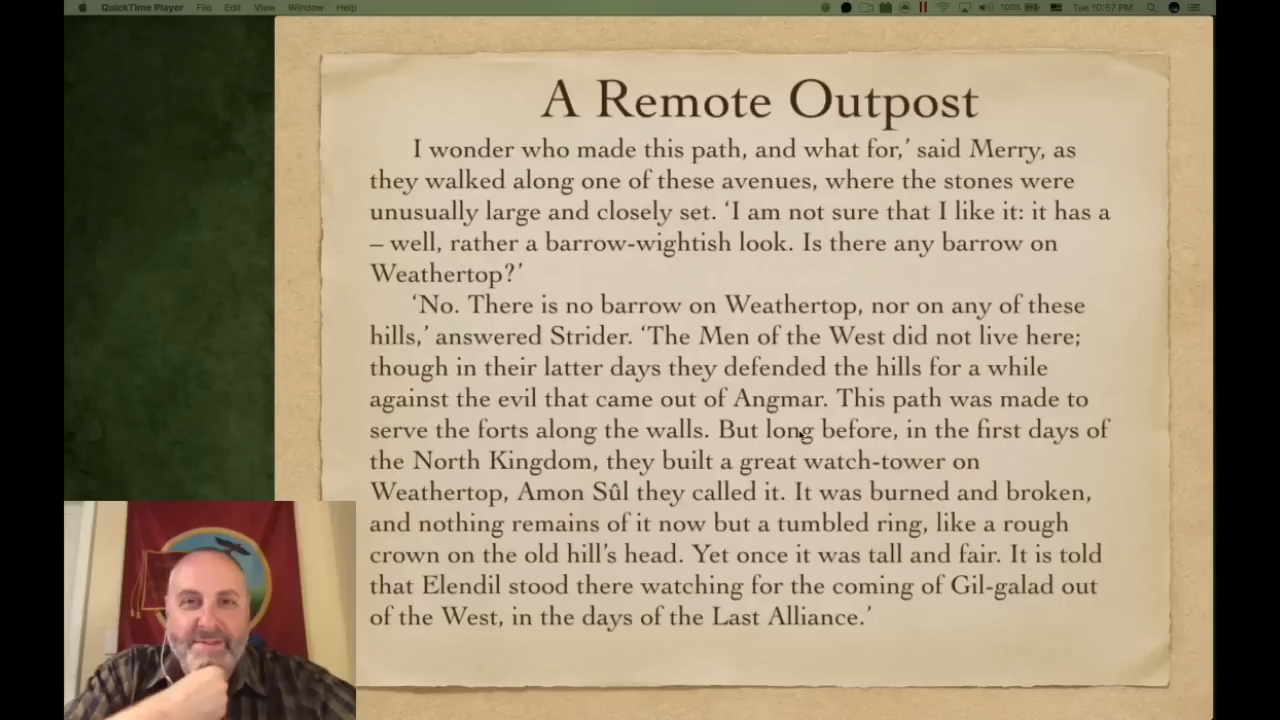 QuickTime Player File Edit View Window Help 100% Tue 10:57 PM
A Remote Outpost
I wonder who made this path, and what for,’ said Merry, as
they walked along one of these avenues, where the stones were
unusually large and closely set. ‘I am not sure that I like it: it has a
– well, rather a barrow-wightish look. Is there any barrow on
Weathertop?’
‘No. There is no barrow on Weathertop, nor on any of these
hills,’ answered Strider. ‘The Men of the West did not live here;
though in their latter days they defended the hills for a while
against the evil that came out of Angmar. This path was made to
serve the forts along the walls. But long before, in the first days of
the North Kingdom, they built a great watch-tower on
Weathertop, Amon Sûl they called it. It was burned and broken,
and nothing remains of it now but a tumbled ring, like a rough
crown on the old hill’s head. Yet once it was tall and fair. It is told
that Elendil stood there watching for the coming of Gil-galad out
of the West, in the days of the Last Alliance.’